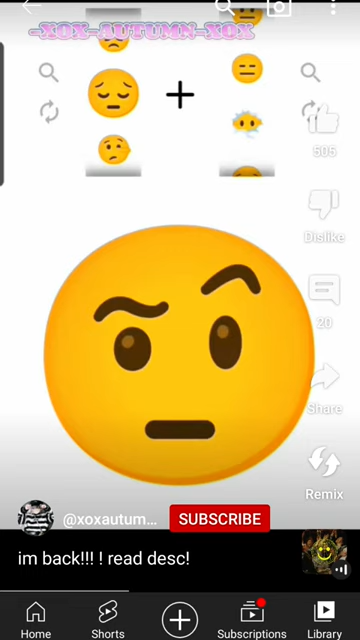 -XOX-AUTUMN-XOX
505
Dislike
20
Share
Remix
@xoxautum...
SUBSCRIBE
im back!!! ! read desc!
Home
Shorts
Subscriptions
Library